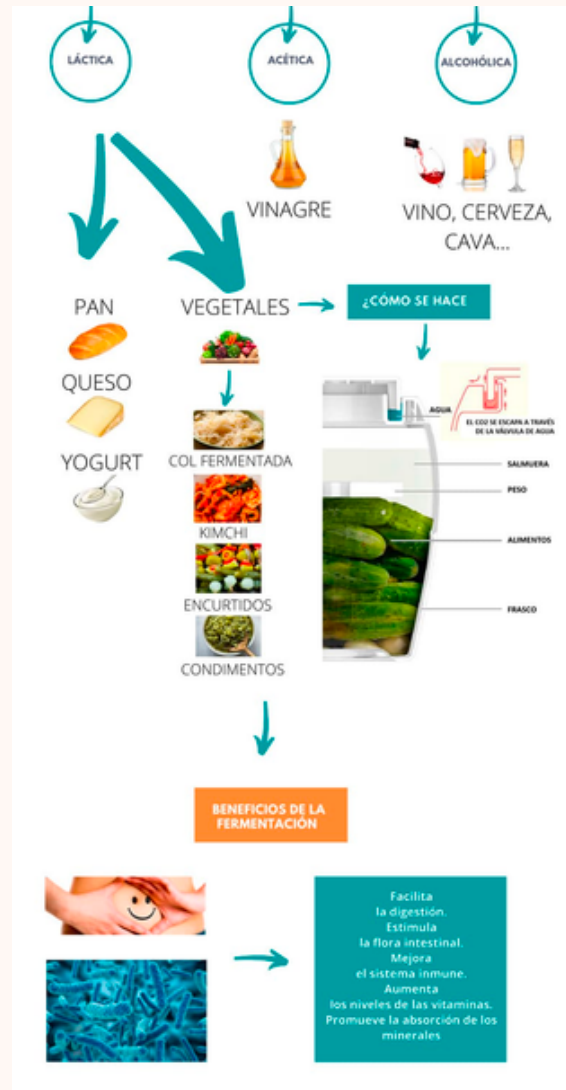 LÁCTICA
ACÉTICA
ALCOHÓLICA
VINAGRE
VINO, CERVEZA,
CAVA...
PAN
QUESO
YOGURT
VEGETALES
¿CÓMO SE HACE
COL FERMENTADA
KIMCHI
ENCURTIDOS
CONDIMENTOS
AGUA
EL CO2 SE ESCAPA A TRAVÉS
DE LA VÁLVULA DE AGUA
SALMUERA
PESO
ALIMENTOS
FRASCO
BENEFICIOS DE LA
FERMENTACIÓN
Facilita
la digestión.
Estimula
la flora intestinal.
Mejora
el sistema inmune.
Aumenta
los niveles de las vitaminas.
Promueve la absorción de los
minerales